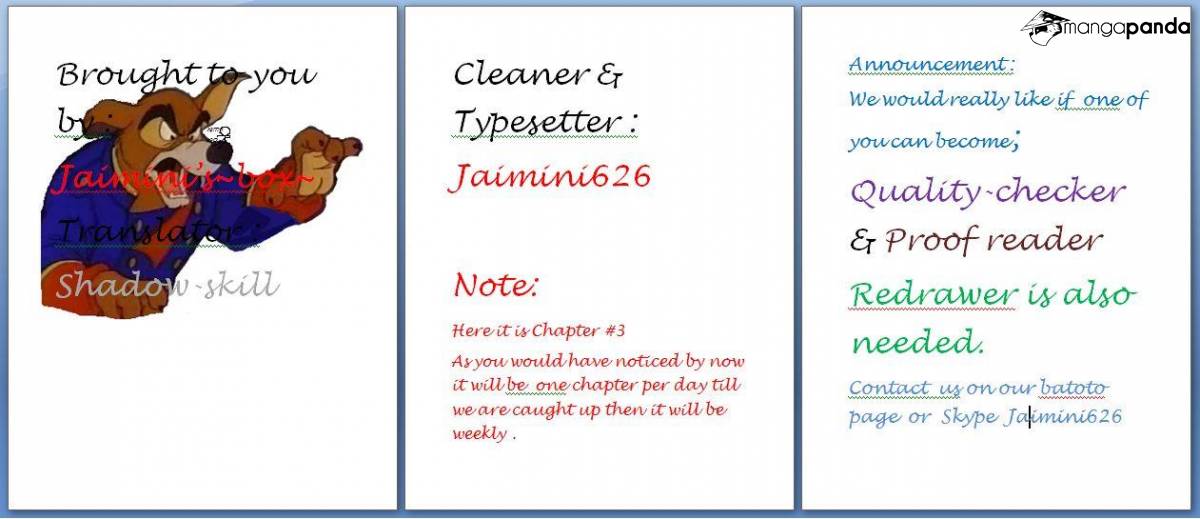 Brought to you
by :
Jaimini's~box~
Translator :
Shadow-skill
Cleaner &
Typesetter :
Jaimini626
Note:
Here it is Chapter #3
As you would have noticed by now
it will be one chapter per day till
we are caught up then it will be
weekly .
mangapanda
Announcement:
We would really like if one of
you can become;
Quality-checker
& Proof reader
Redrawer is also
needed.
Contact us on our batoto
page or Skype Jaimini626